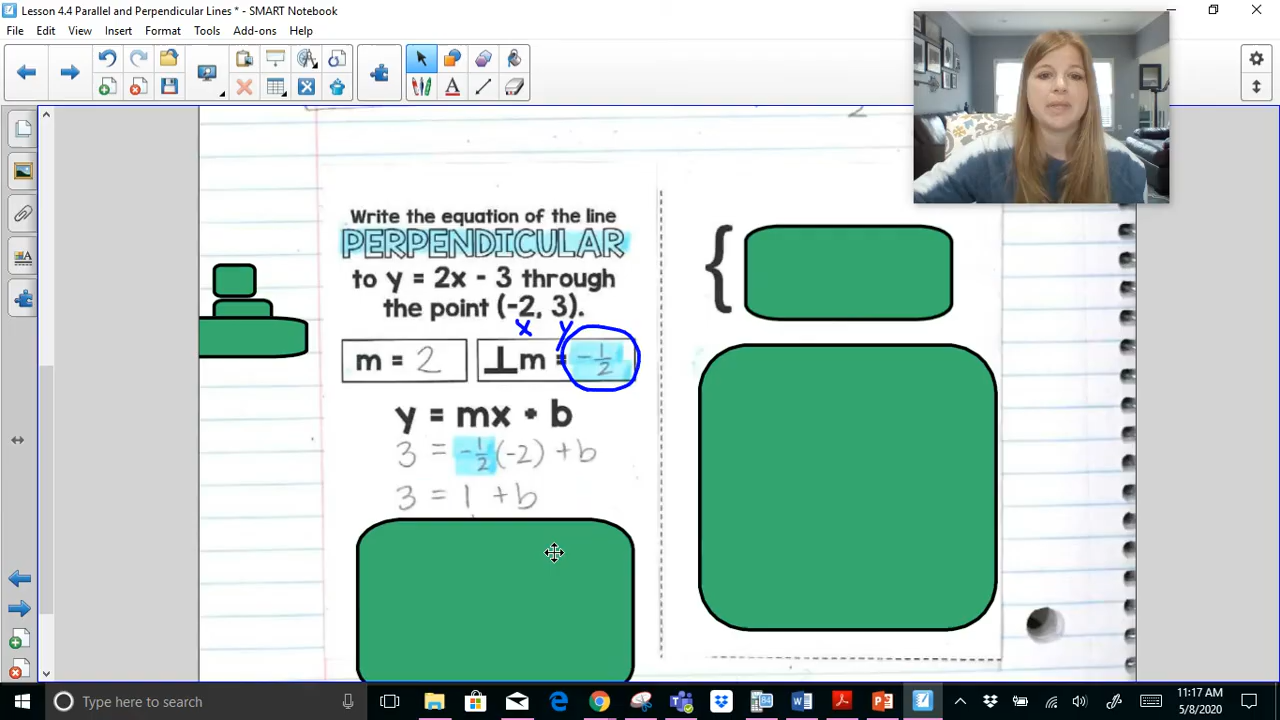 Lesson 4.4 Parallel and Perpendicular Lines * - SMART Notebook
File Edit View Insert Format Tools Add-ons Help
Write the equation of the line
PERPENDICULAR
to y = 2x - 3 through
the point (-2, 3).
x y
m = 2
⊥m = -1/2
y = mx + b
3 = -1/2 (-2) + b
3 = 1 + b
{
Type here to search
11:17 AM
5/8/2020